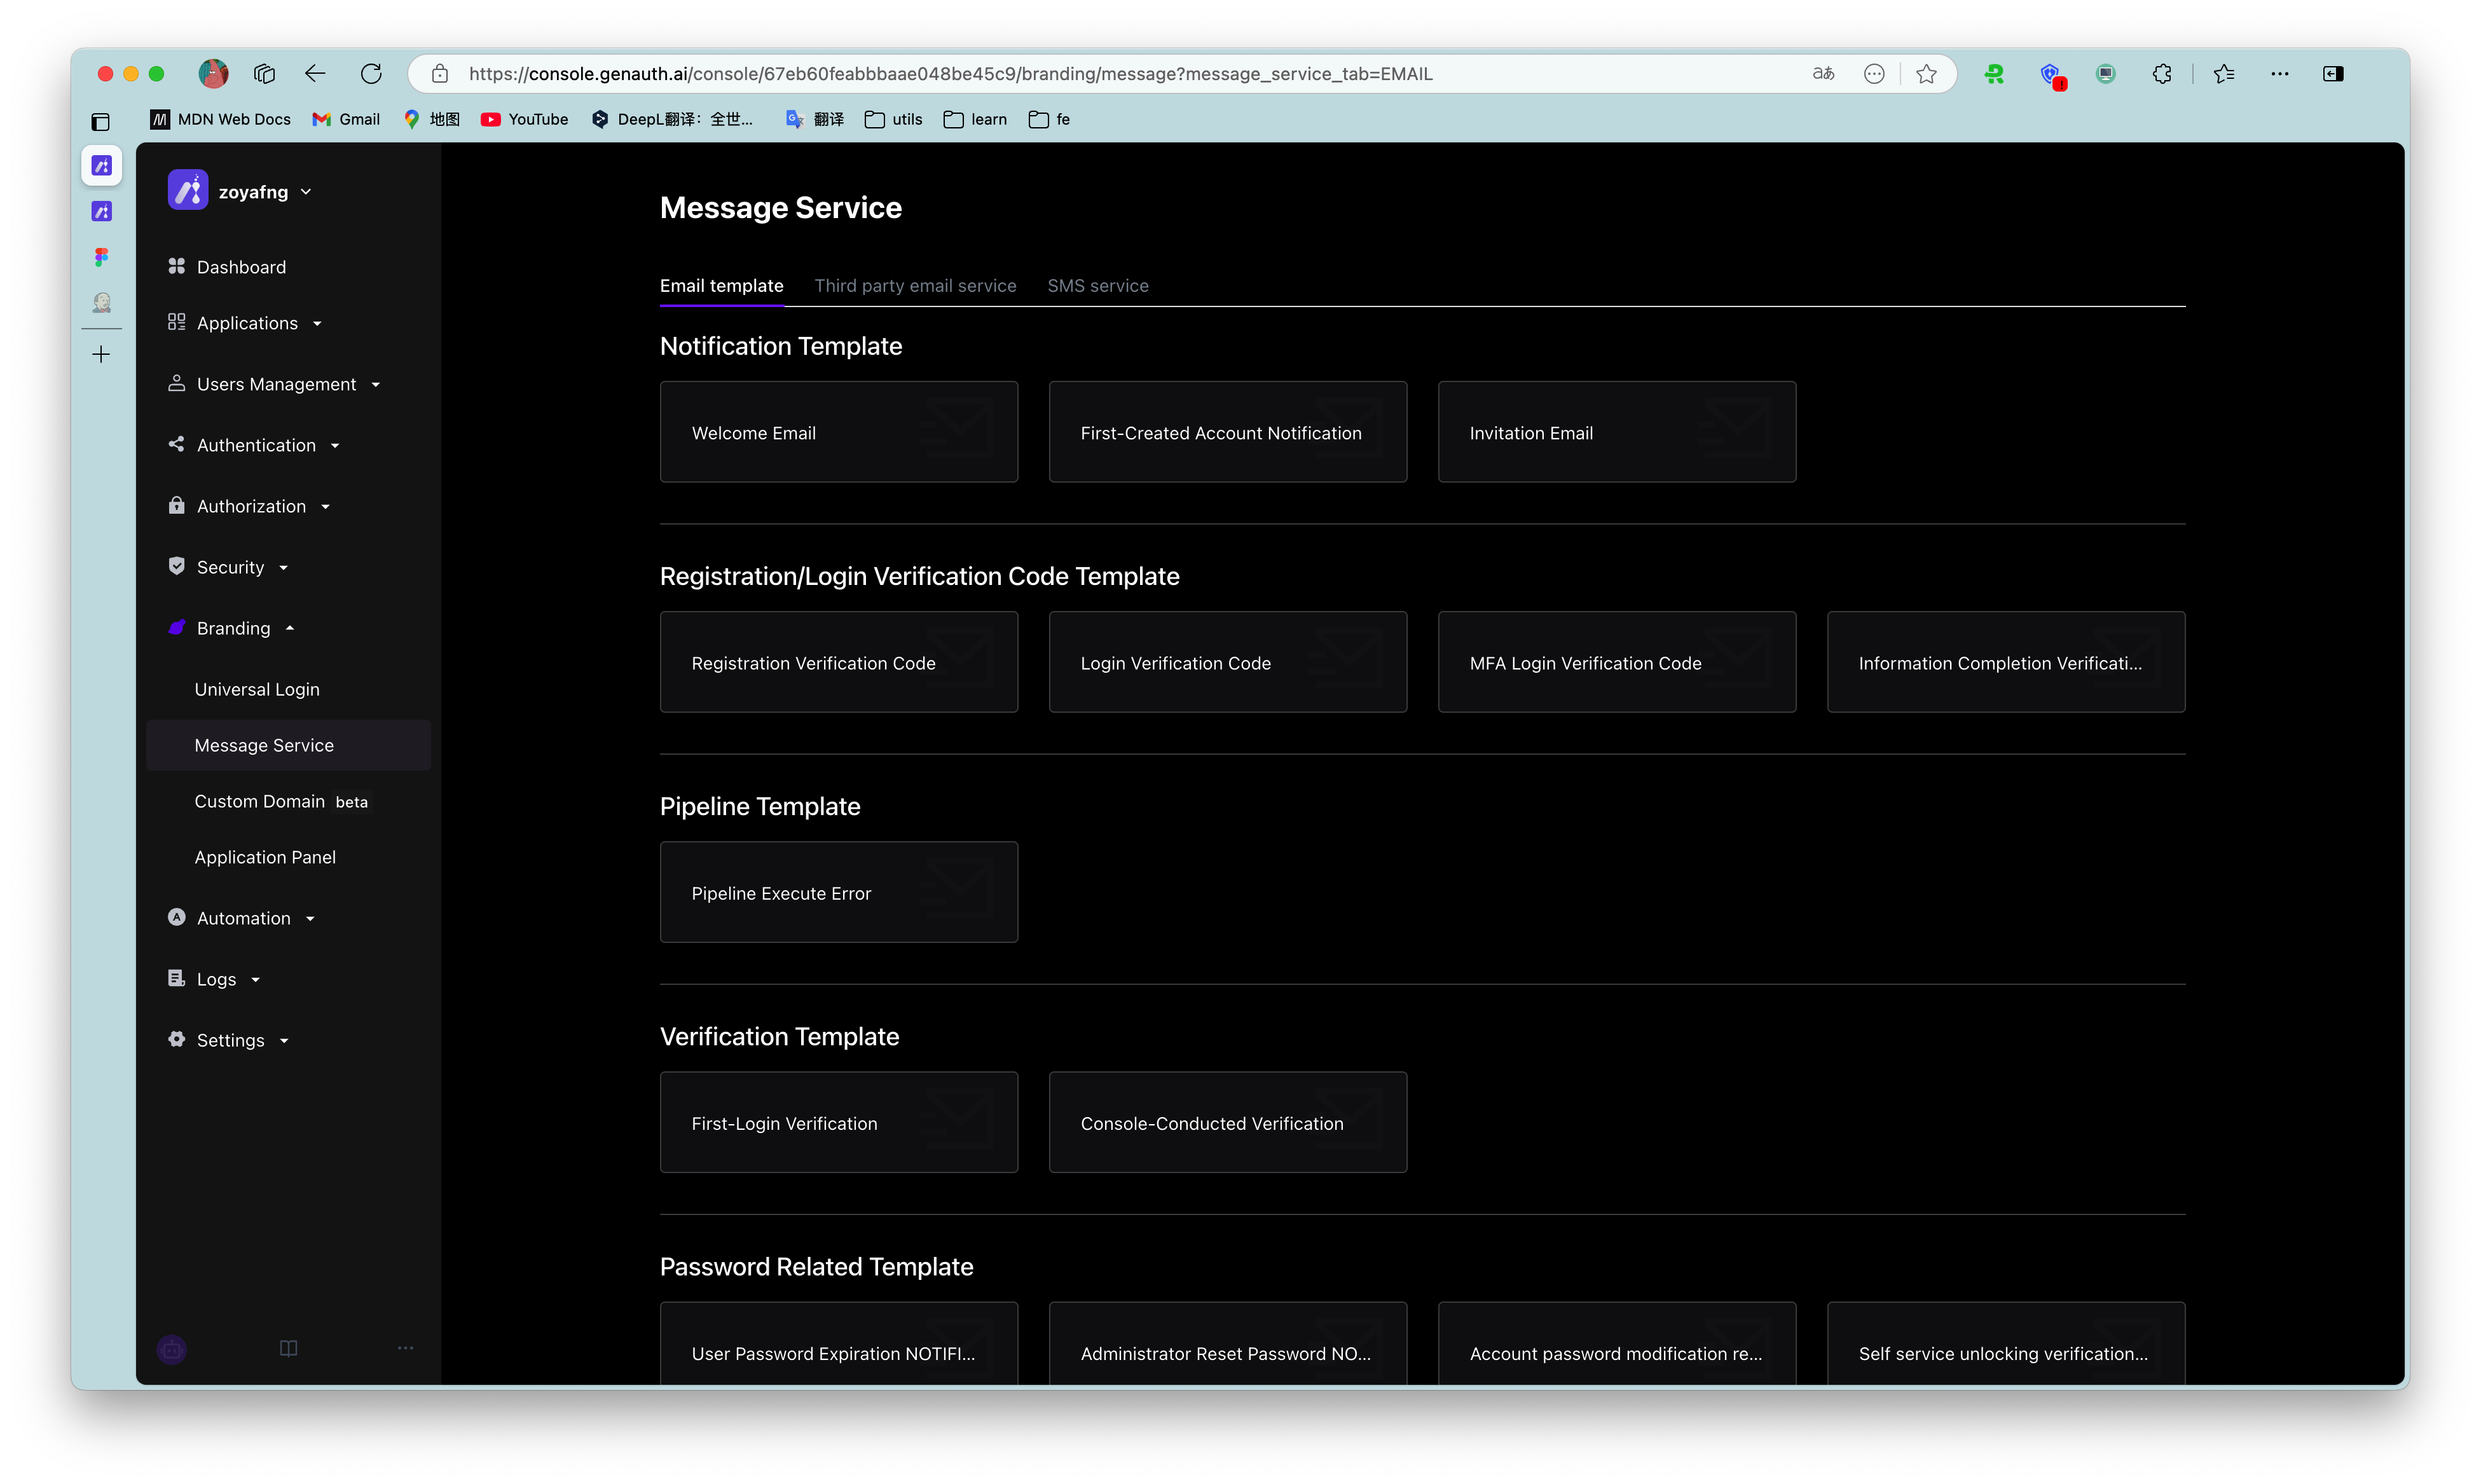 https://console.genauth.ai/console/67eb60feabbbaae048be45c9/branding/message?message_service_tab=EMAIL
aあ
MDN Web Docs
Gmail
地图
YouTube
DeepL翻译：全世...
翻译
utils
learn
fe
zoyafng
Dashboard
Applications
Users Management
Authentication
Authorization
Security
Branding
Universal Login
Message Service
Custom Domain beta
Application Panel
Automation
Logs
Settings
Message Service
Email template
Third party email service
SMS service
Notification Template
Welcome Email
First-Created Account Notification
Invitation Email
Registration/Login Verification Code Template
Registration Verification Code
Login Verification Code
MFA Login Verification Code
Information Completion Verificati...
Pipeline Template
Pipeline Execute Error
Verification Template
First-Login Verification
Console-Conducted Verification
Password Related Template
User Password Expiration NOTIFI...
Administrator Reset Password NO...
Account password modification re...
Self service unlocking verification...